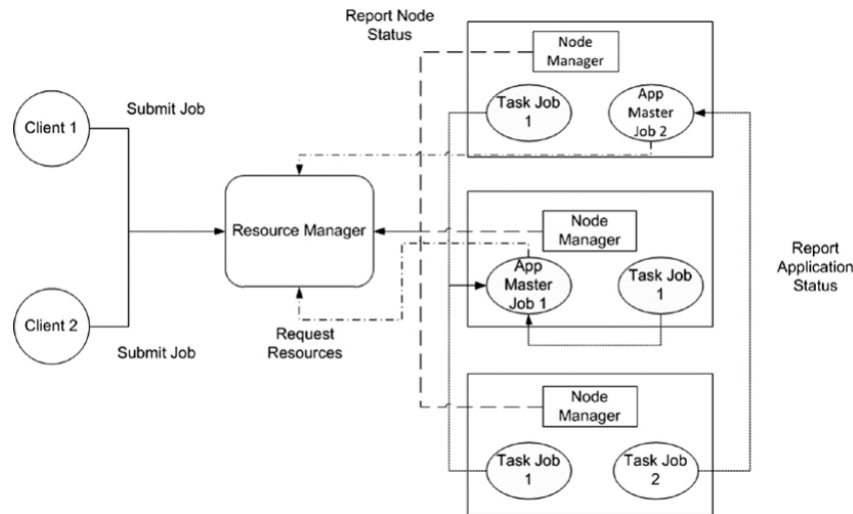 Report Node
Status
Node
Manager
Task Job
1
App
Master
Job 2
Submit Job
Client 1
Resource Manager
Node
Manager
App
Master
Job 1
Task Job
1
Report
Application
Status
Client 2
Submit Job
Request
Resources
Node
Manager
Task Job
1
Task Job
2